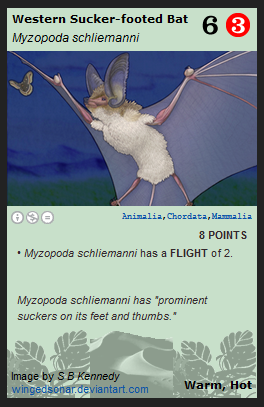 Western Sucker-footed Bat 6 3
Myzopoda schliemanni
Animalia, Chordata, Mammalia
8 POINTS
• Myzopoda schliemanni has a FLIGHT of 2.
Myzopoda schliemanni has "prominent
suckers on its feet and thumbs."
Image by S B Kennedy
wingedsonar.deviantart.com
Warm, Hot